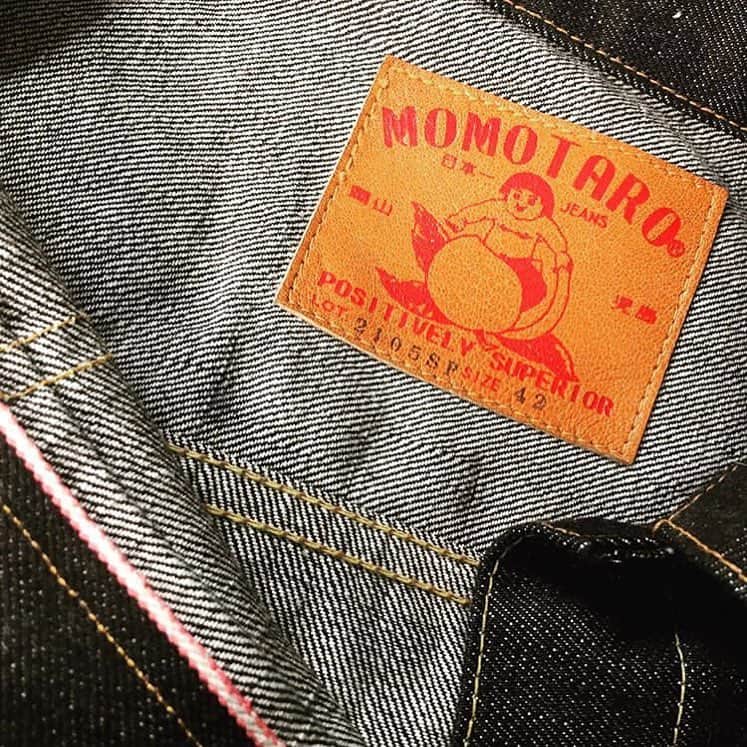 MOMOTARO®
日本一
JEANS
岡山
児島
POSITIVELY SUPERIOR
LOT. 2105SP SIZE 42